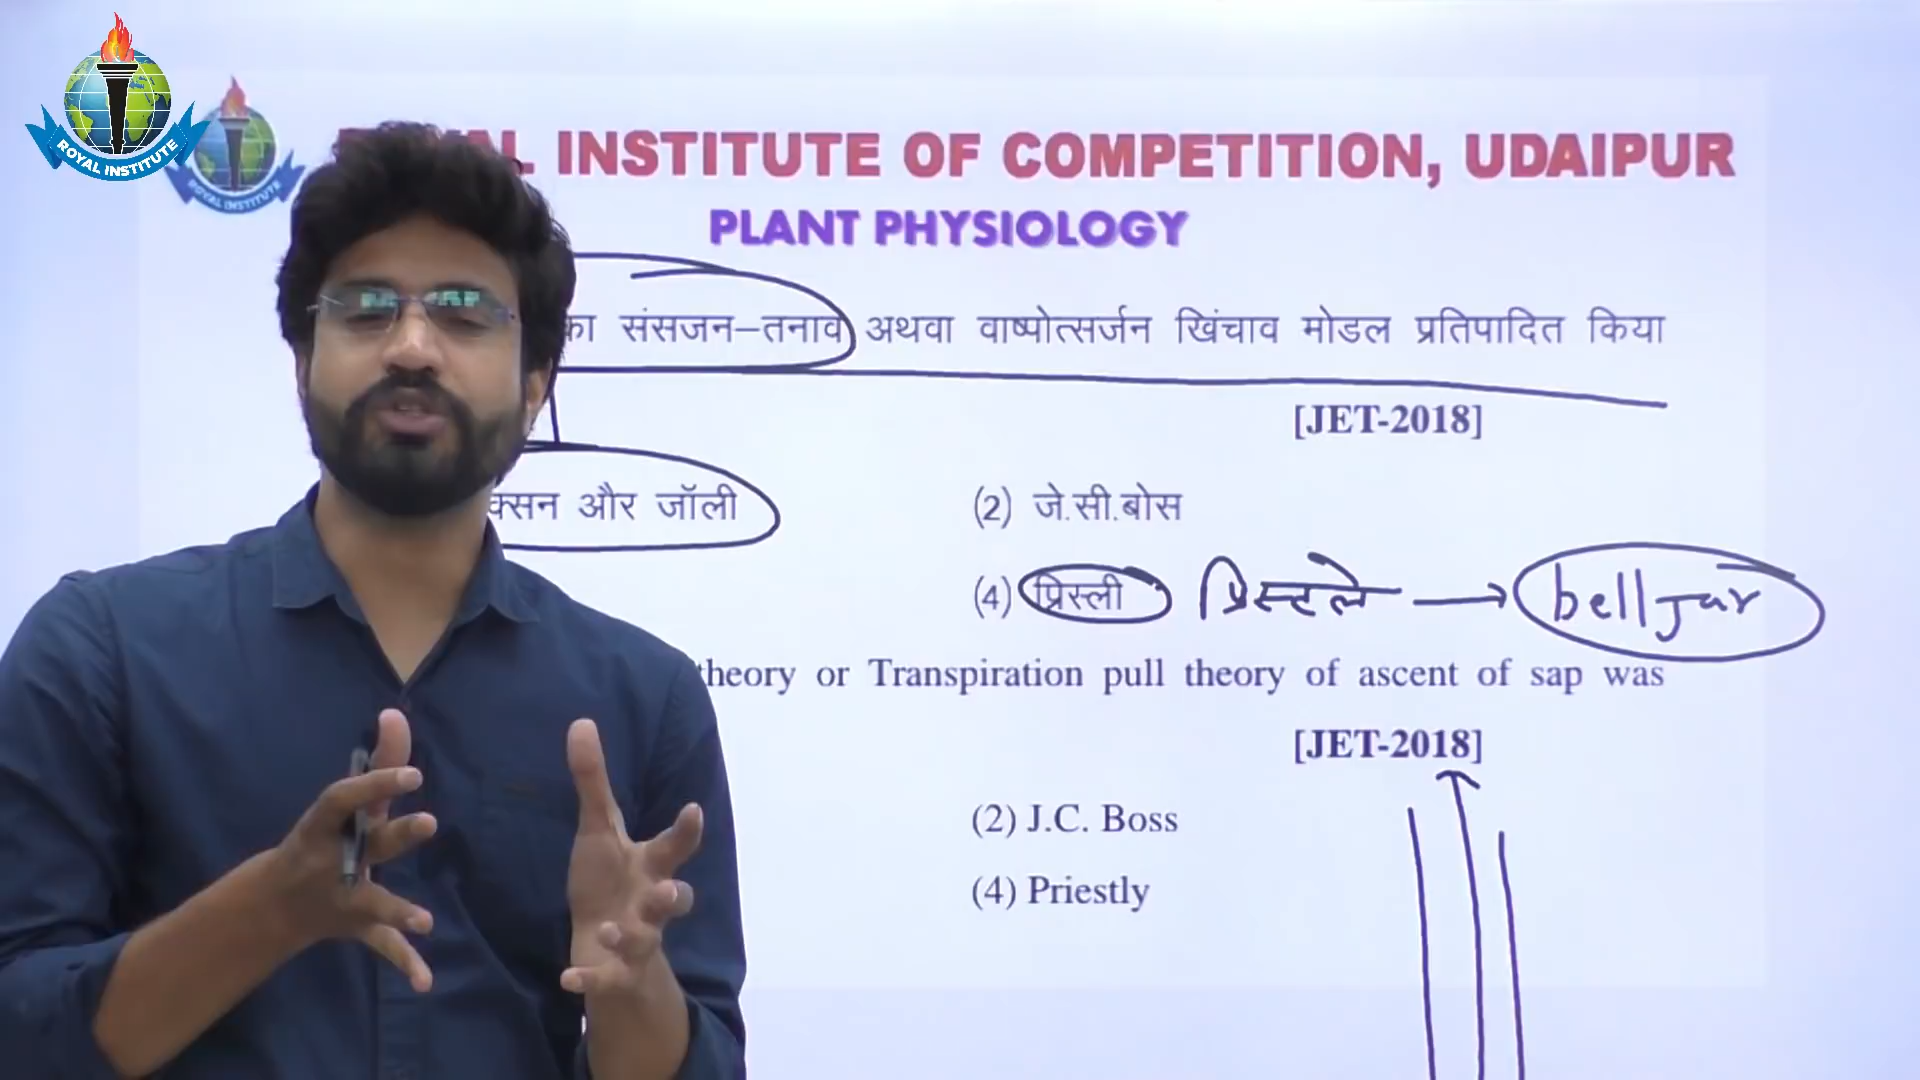 ROYAL INSTITUTE
ROYAL INSTITUTE
INSTITUTE OF COMPETITION, UDAIPUR
PLANT PHYSIOLOGY
का संसजन–तनाव अथवा वाष्पोत्सर्जन खिंचाव मोडल प्रतिपादित किया
[JET-2018]
और जॉली
(2) जे.सी.बोस
(4) प्रिस्ली प्रिस्टले → bell Jar
theory or Transpiration pull theory of ascent of sap was
[JET-2018]
(2) J.C. Boss
(4) Priestly